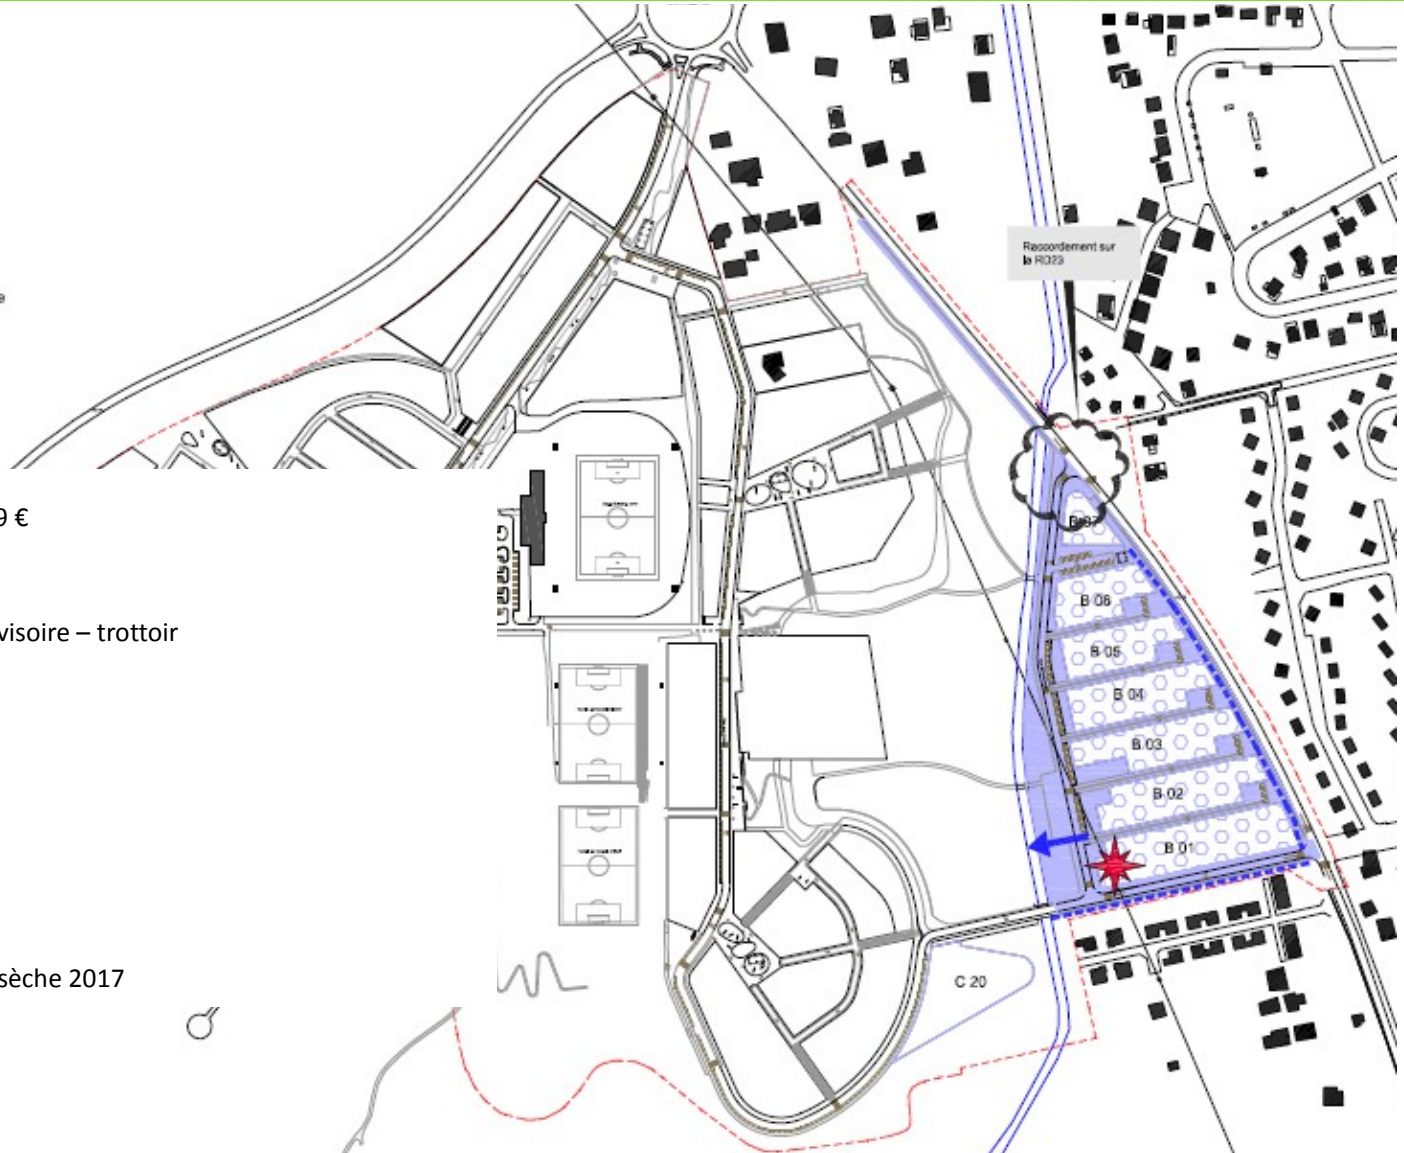 Raccordement sur
la RD23
9 €
visoire – trottoir
B 07
B 06
B 05
B 04
B 03
B 02
B 01
sèche 2017
C 20